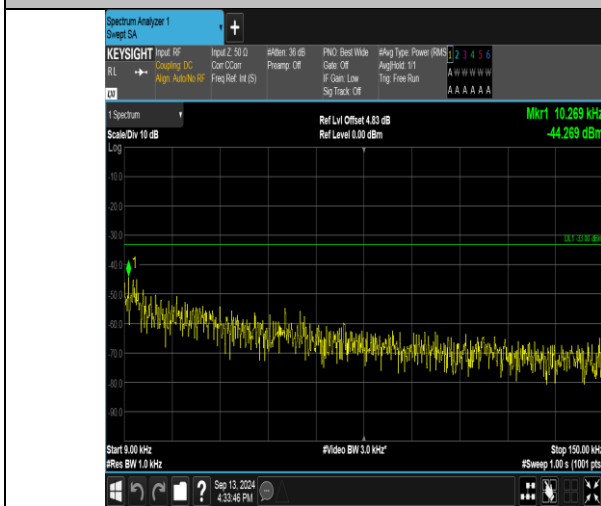 Spectrum Analyzer 1
Swept SA
+
KEYSIGHT Input: RF Input Z: 50 Ω #Atten: 36 dB PNO: Best Wide #Avg Type: Power (RMS 1 2 3 4 5 6
RL Coupling: DC Corr CCorr Preamp: Off Gate: Off Avg|Hold: 1/1 A W W W W W
Align: Auto/No RF Freq Ref: Int (S) IF Gain: Low Trig: Free Run
Sig Track: Off A A A A A A
1 Spectrum Ref Lvl Offset 4.83 dB Mkr1 10.269 kHz
Scale/Div 10 dB Ref Level 0.00 dBm -44.269 dBm
Log
-10.0
-20.0
-30.0
DL1 -33.00 dBm
-40.0
1
-50.0
-60.0
-70.0
-80.0
-90.0
Start 9.00 kHz #Video BW 3.0 kHz* Stop 150.00 kHz
#Res BW 1.0 kHz #Sweep 1.00 s (1001 pts
? Sep 13, 2024
4:33:46 PM